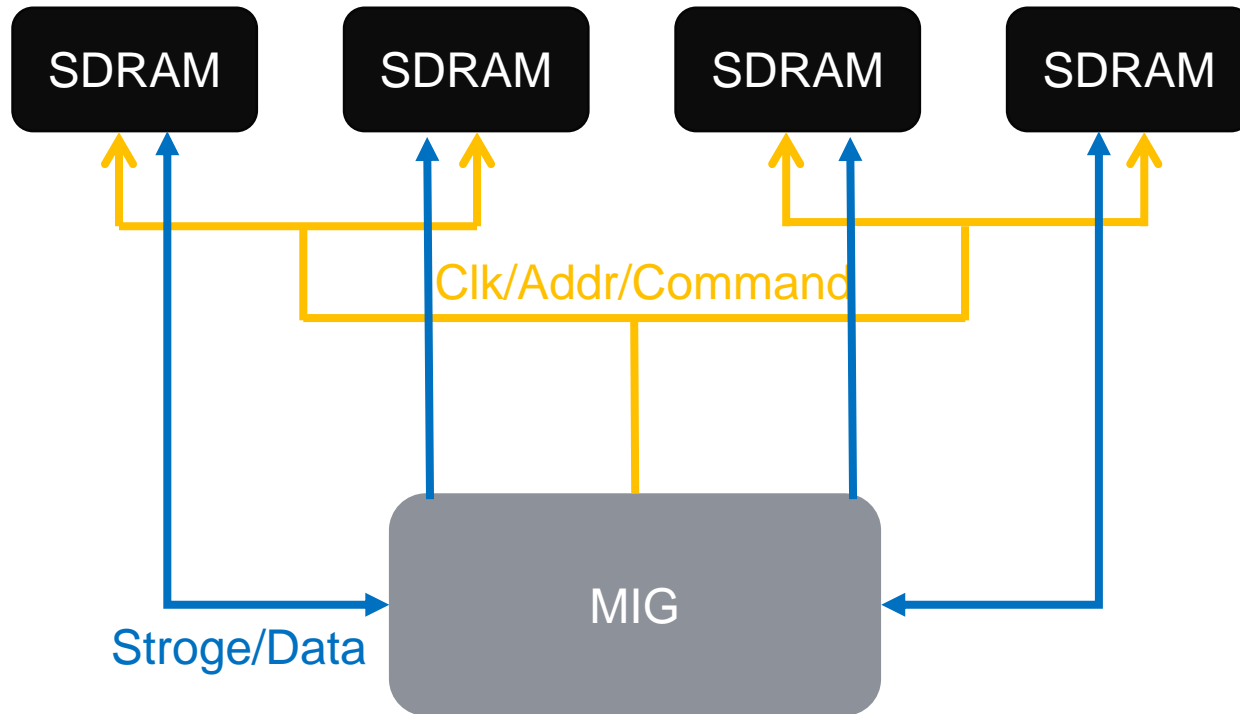 SDRAM
SDRAM
SDRAM
SDRAM
Clk/Addr/Command
MIG
Stroge/Data